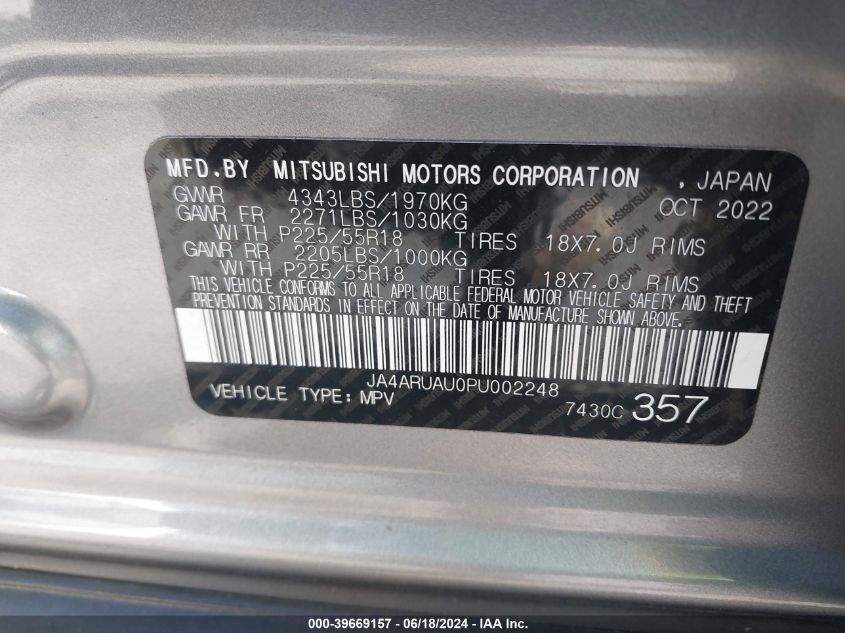 MFD.BY MITSUBISHI MOTORS CORPORATION , JAPAN
GVWR 4343LBS/1970KG OCT 2022
GAWR FR 2271LBS/1030KG
WITH P225/55R18 TIRES 18X7.0J RIMS
GAWR RR 2205LBS/1000KG
WITH P225/55R18 TIRES 18X7.0J RIMS
THIS VEHICLE CONFORMS TO ALL APPLICABLE FEDERAL MOTOR VEHICLE SAFETY AND THEFT
PREVENTION STANDARDS IN EFFECT ON THE DATE OF MANUFACTURE SHOWN ABOVE.
JA4ARUAU0PU002248
VEHICLE TYPE: MPV 7430C 357
000-39669157 - 06/18/2024 - IAA Inc.